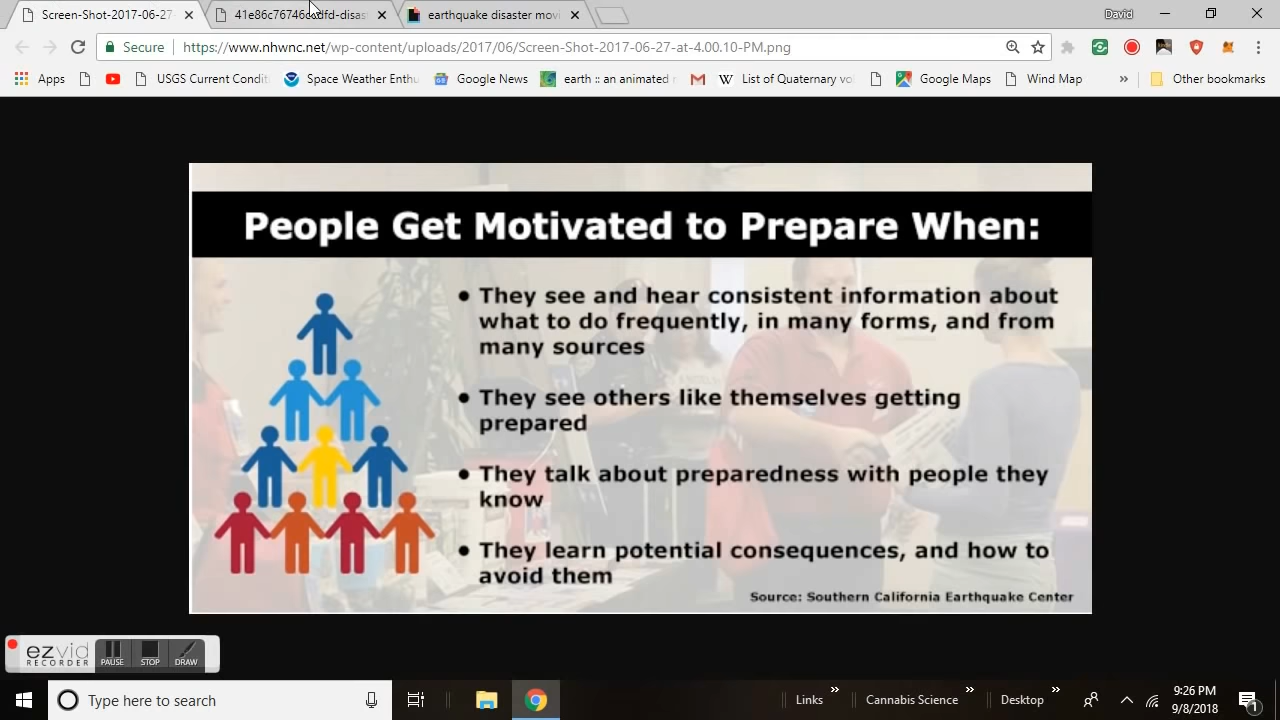 Screen-Shot-2017-06-27-
41e86c76746
dfd-disas
earthquake disaster movi
David
Secure
https://www.nhwnc.net/wp-content/uploads/2017/06/Screen-Shot-2017-06-27-at-4.00.10-PM.png
Apps
USGS Current Condit
Space Weather Enthu
Google News
earth :: an animated
List of Quaternary vo
Google Maps
Wind Map
»
Other bookmarks
People Get Motivated to Prepare When:
• They see and hear consistent information about
what to do frequently, in many forms, and from
many sources
• They see others like themselves getting
prepared
• They talk about preparedness with people they
know
• They learn potential consequences, and how to
avoid them
Source: Southern California Earthquake Center
ezvid
RECORDER
PAUSE
STOP
DRAW
Type here to search
Links
»
Cannabis Science
»
Desktop
»
9:26 PM
9/8/2018
1